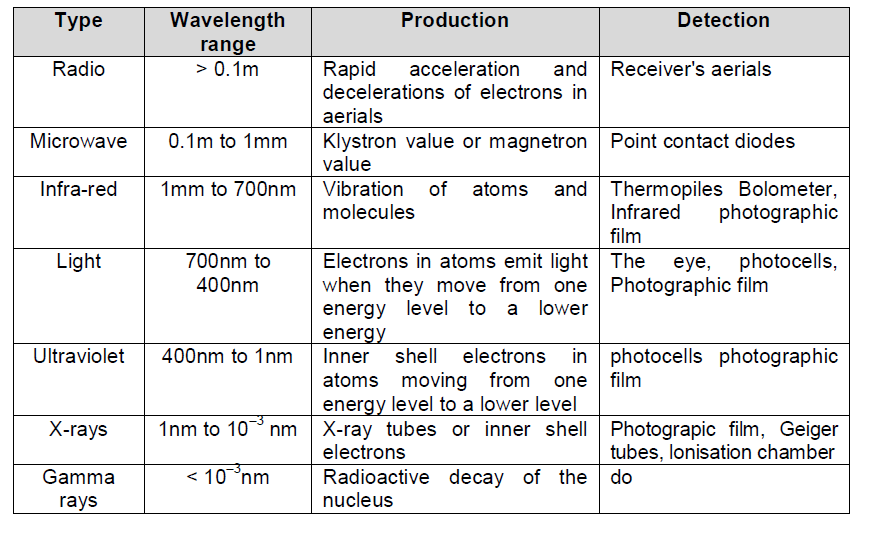 Type Wavelength range Production Detection
Radio > 0.1m Rapid acceleration and Receiver's aerials
decelerations of electrons in
aerials
Microwave 0.1m to 1mm Klystron value or magnetron Point contact diodes
value
Infra-red 1mm to 700nm Vibration of atoms and Thermopiles Bolometer,
molecules Infrared photographic
film
Light 700nm to Electrons in atoms emit light The eye, photocells,
400nm when they move from one Photographic film
energy level to a lower
energy
Ultraviolet 400nm to 1nm Inner shell electrons in photocells photographic
atoms moving from one film
energy level to a lower level
X-rays 1nm to 10⁻³ nm X-ray tubes or inner shell Photograpic film, Geiger
electrons tubes, Ionisation chamber
Gamma < 10⁻³nm Radioactive decay of the do
rays nucleus